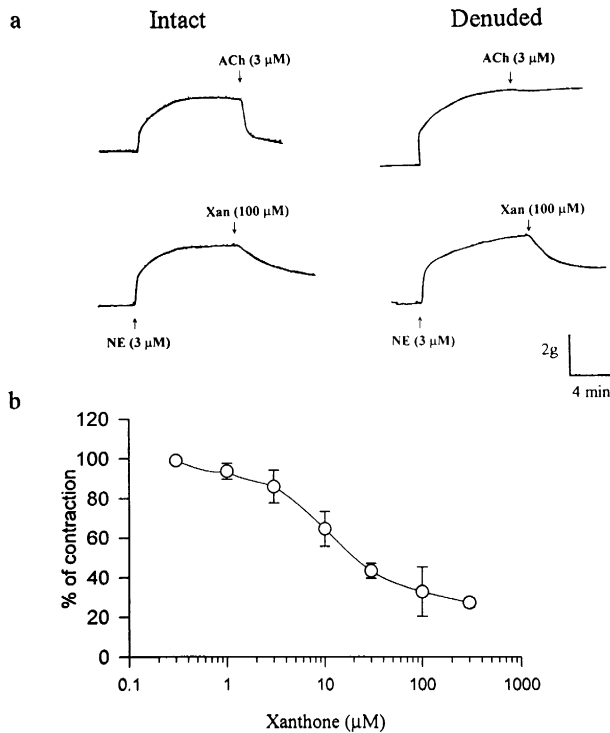 a
Intact
Denuded
ACh (3 µM)
ACh (3 µM)
Xan (100 µM)
Xan (100 µM)
NE (3 µM)
NE (3 µM)
2g
4 min
b
120
100
80
60
40
20
0
% of contraction
0.1
1
10
100
1000
Xanthone (µM)